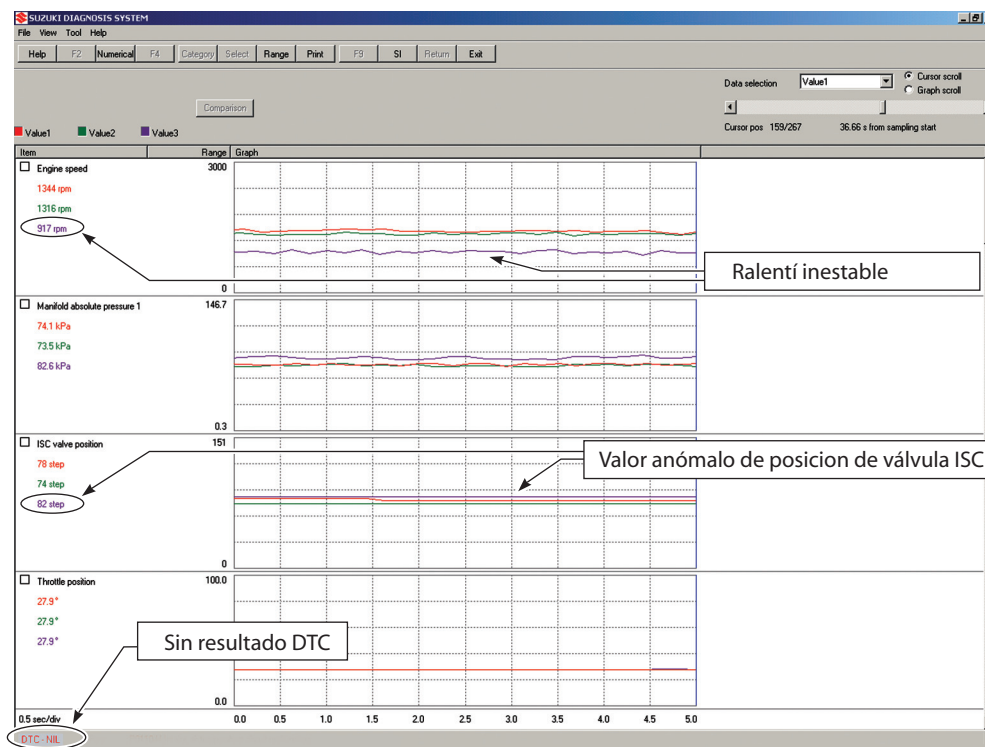 SUZUKI DIAGNOSIS SYSTEM
File View Tool Help
Help F2 Numerical F4 Category Select Range Print F9 SI Return Exit
Data selection Value1 Cursor scroll
Graph scroll
Comparison
Cursor pos 159/267 36.66 s from sampling start
Value1 Value2 Value3
Item Range Graph
Engine speed 3000
1344 rpm
1316 rpm
917 rpm
Ralentí inestable
0
Manifold absolute pressure 1 146.7
74.1 kPa
73.5 kPa
82.6 kPa
0.3
ISC valve position 151
Valor anómalo de posicion de válvula ISC
78 step
74 step
82 step
0
Throttle position 100.0
27.9°
27.9°
27.9°
Sin resultado DTC
0.0
0.5 sec/div 0.0 0.5 1.0 1.5 2.0 2.5 3.0 3.5 4.0 4.5 5.0
DTC - NIL